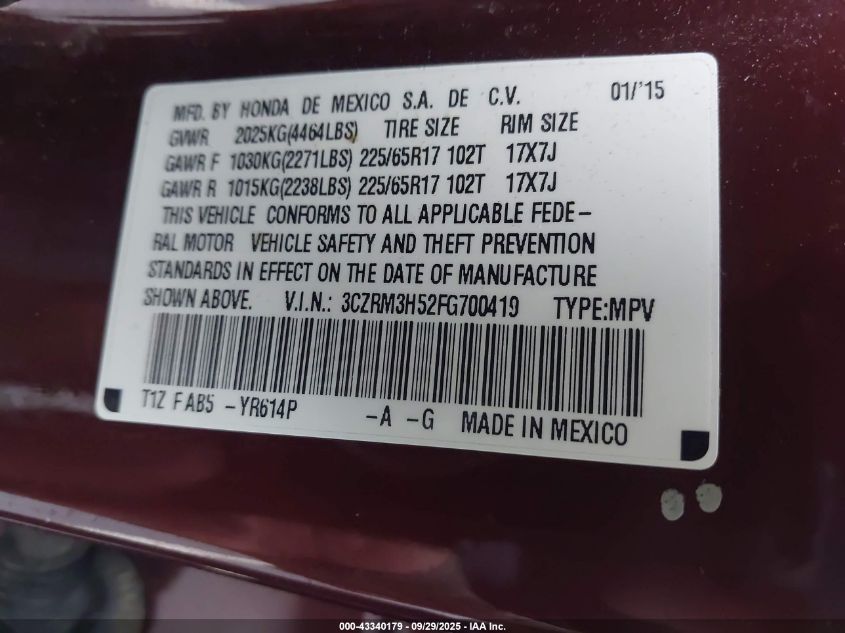 MFD. BY HONDA DE MEXICO S.A. DE C.V. 01/'15
GVWR 2025KG(4464LBS) TIRE SIZE RIM SIZE
GAWR F 1030KG(2271LBS) 225/65R17 102T 17X7J
GAWR R 1015KG(2238LBS) 225/65R17 102T 17X7J
THIS VEHICLE CONFORMS TO ALL APPLICABLE FEDE-
RAL MOTOR VEHICLE SAFETY AND THEFT PREVENTION
STANDARDS IN EFFECT ON THE DATE OF MANUFACTURE
SHOWN ABOVE. V.I.N.: 3CZRM3H52FG700419 TYPE:MPV
T1Z FAB5 -YR614P -A -G MADE IN MEXICO
000-43340179 - 09/29/2025 - IAA Inc.